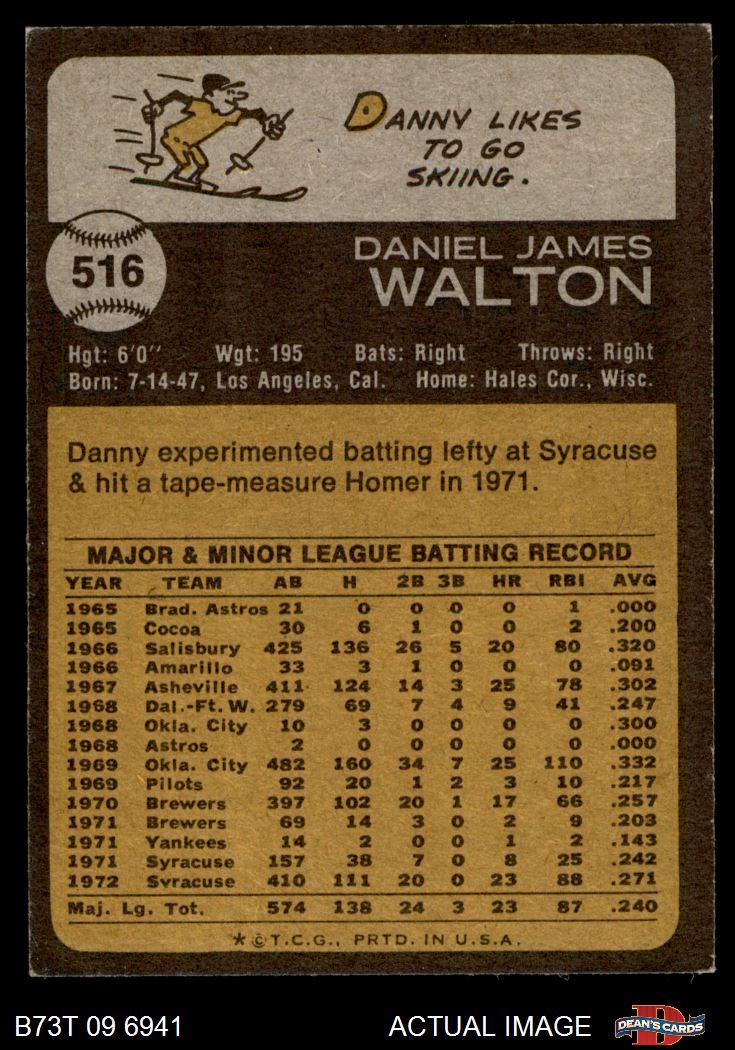 DANNY LIKES
TO GO
SKIING.
516
DANIEL JAMES
WALTON
Hgt: 6'0" Wgt: 195 Bats: Right Throws: Right
Born: 7-14-47, Los Angeles, Cal. Home: Hales Cor., Wisc.
Danny experimented batting lefty at Syracuse
& hit a tape-measure Homer in 1971.
MAJOR & MINOR LEAGUE BATTING RECORD
YEAR TEAM AB H 2B 3B HR RBI AVG
1965 Brad. Astros 21 0 0 0 0 1 .000
1965 Cocoa 30 6 1 0 0 2 .200
1966 Salisbury 425 136 26 5 20 80 .320
1966 Amarillo 33 3 1 0 0 0 .091
1967 Asheville 411 124 14 3 25 78 .302
1968 Dal.-Ft. W. 279 69 7 4 9 41 .247
1968 Okla. City 10 3 0 0 0 0 .300
1968 Astros 2 0 0 0 0 0 .000
1969 Okla. City 482 160 34 7 25 110 .332
1969 Pilots 92 20 1 2 3 10 .217
1970 Brewers 397 102 20 1 17 66 .257
1971 Brewers 69 14 3 0 2 9 .203
1971 Yankees 14 2 0 0 1 2 .143
1971 Syracuse 157 38 7 0 8 25 .242
1972 Syracuse 410 111 20 0 23 88 .271
Maj. Lg. Tot. 574 138 24 3 23 87 .240
*©T.C.G., PRTD. IN U.S.A.
B73T 09 6941 ACTUAL IMAGE DEAN'S CARDS